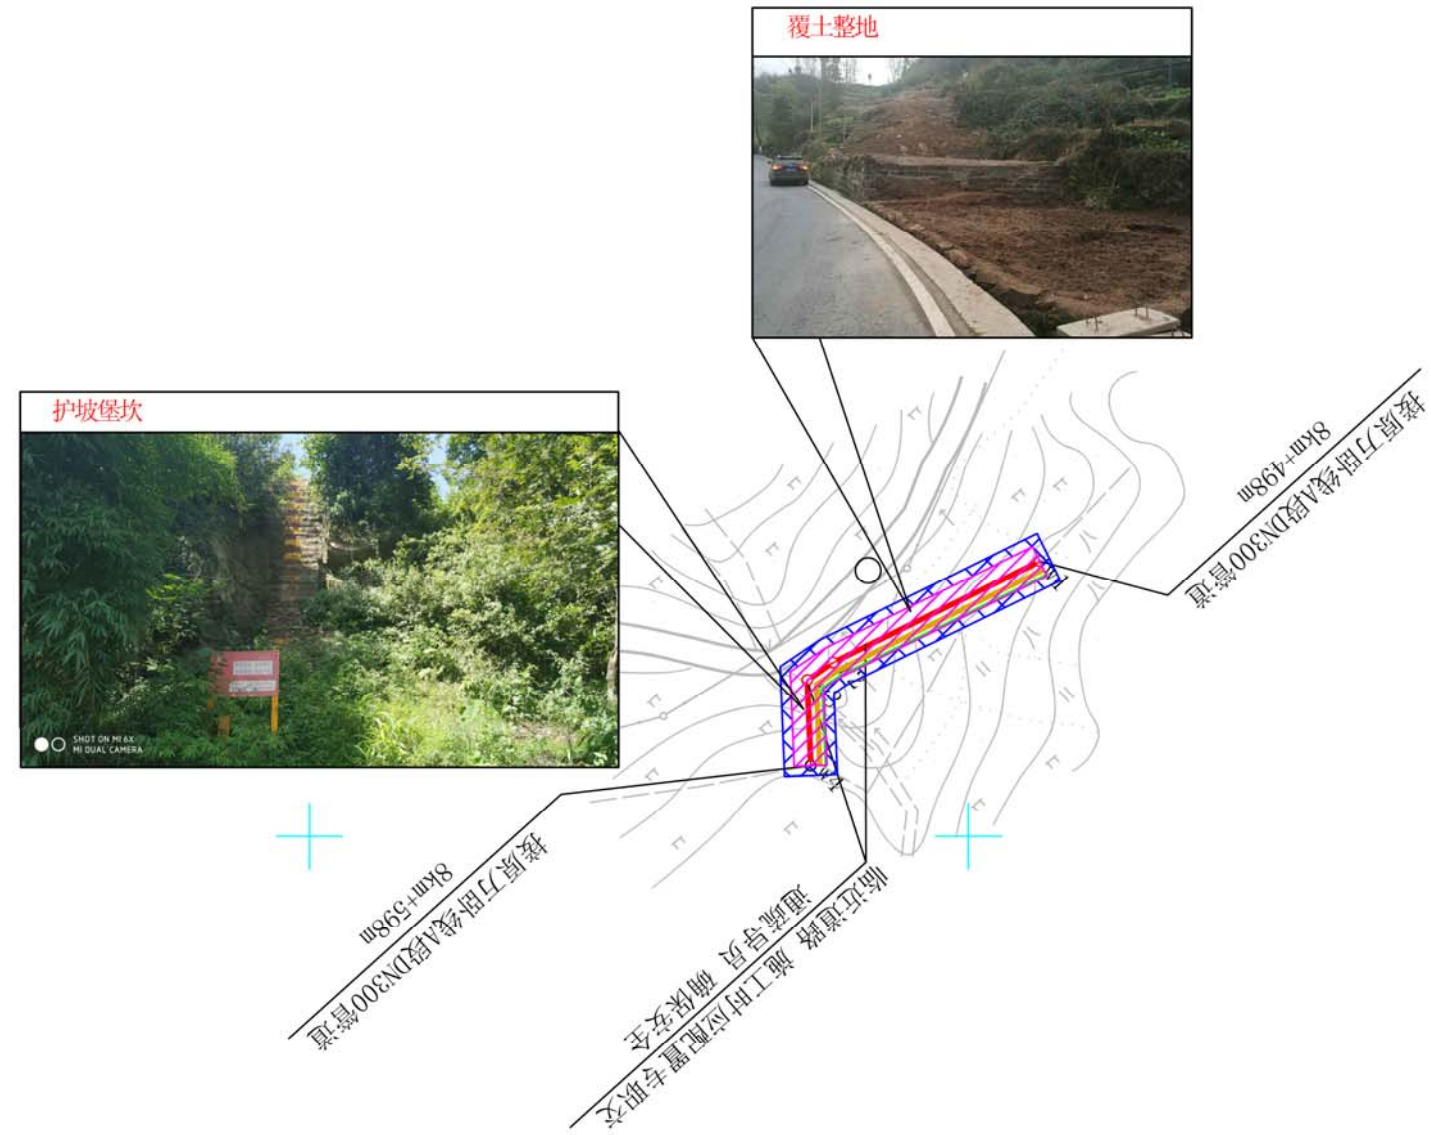 覆土整地
护坡堡坎
SHOT ON MI 6X
MI DUAL CAMERA
8km+498m
接原万卧线A段DN300管道
8km+598m
接原万卧线A段DN300管道
临近道路 施工时应配置专职交
通疏导员 确保安全